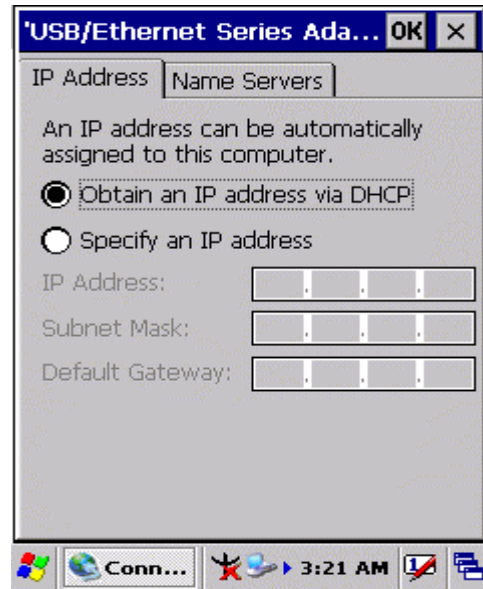 'USB/Ethernet Series Ada... OK ×
IP Address Name Servers
An IP address can be automatically
assigned to this computer.
Obtain an IP address via DHCP
Specify an IP address
IP Address:
Subnet Mask:
Default Gateway:
Conn... 3:21 AM